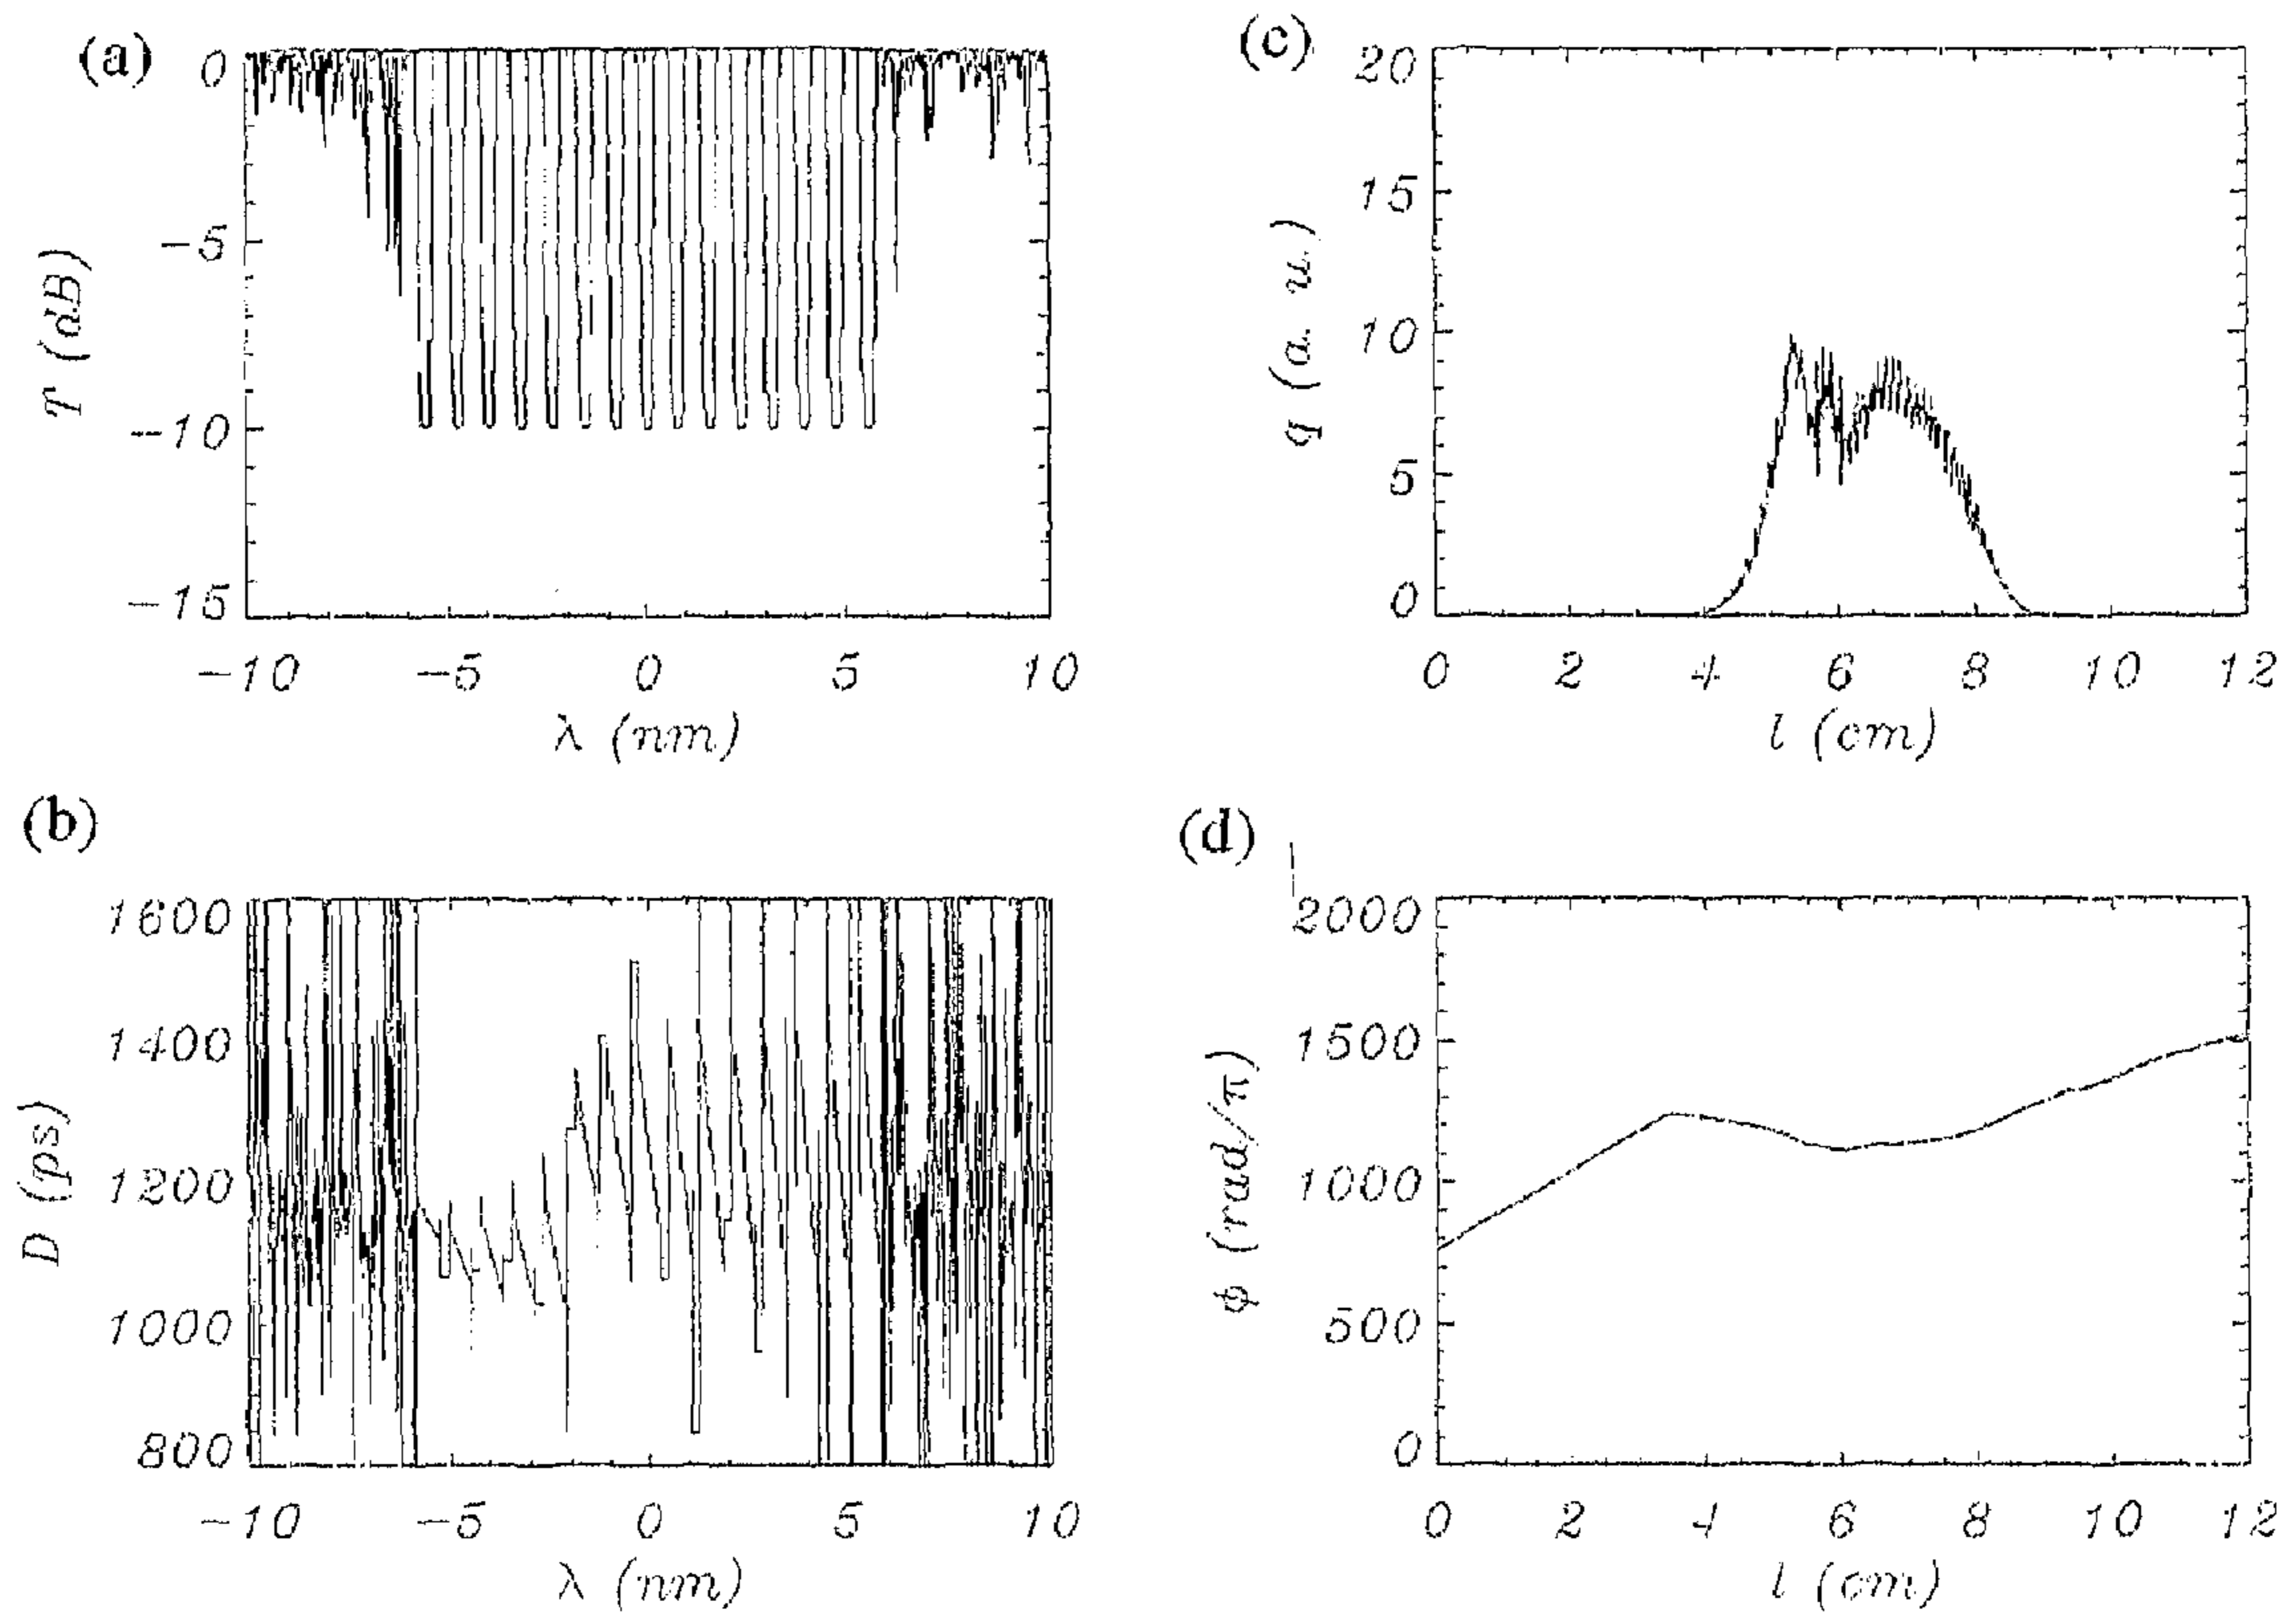 (a)
0
−5
−10
−15
T (dB)
−10 −5 0 5 10
λ (nm)
(c)
20
15
10
5
0
q (a. u.)
0 2 4 6 8 10 12
l (cm)
(b)
1600
1400
1200
1000
800
D (ps)
−10 −5 0 5 10
λ (nm)
(d)
2000
1500
1000
500
0
φ (rad/π)
0 2 4 6 8 10 12
l (cm)